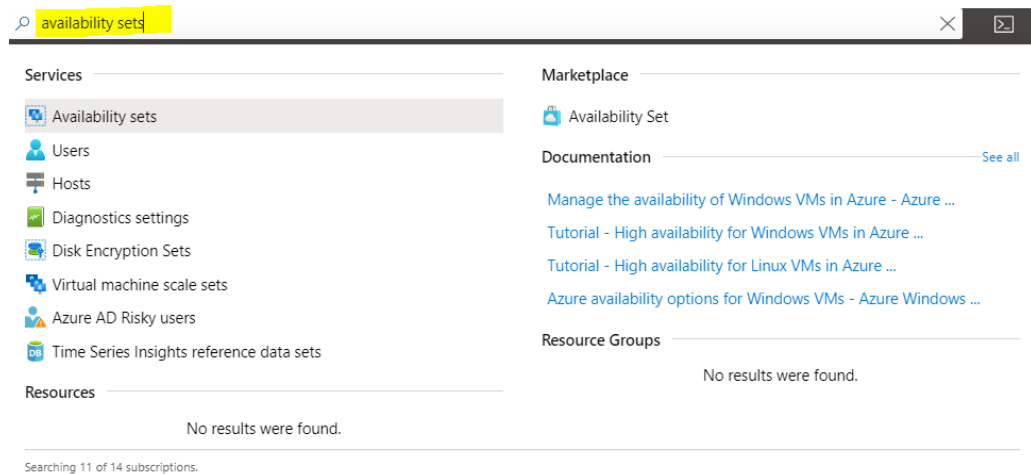 availability sets
Services
Availability sets
Users
Hosts
Diagnostics settings
Disk Encryption Sets
Virtual machine scale sets
Azure AD Risky users
DB Time Series Insights reference data sets
Resources
No results were found.
Marketplace
Availability Set
Documentation
See all
Manage the availability of Windows VMs in Azure - Azure ...
Tutorial - High availability for Windows VMs in Azure ...
Tutorial - High availability for Linux VMs in Azure ...
Azure availability options for Windows VMs - Azure Windows ...
Resource Groups
No results were found.
Searching 11 of 14 subscriptions.